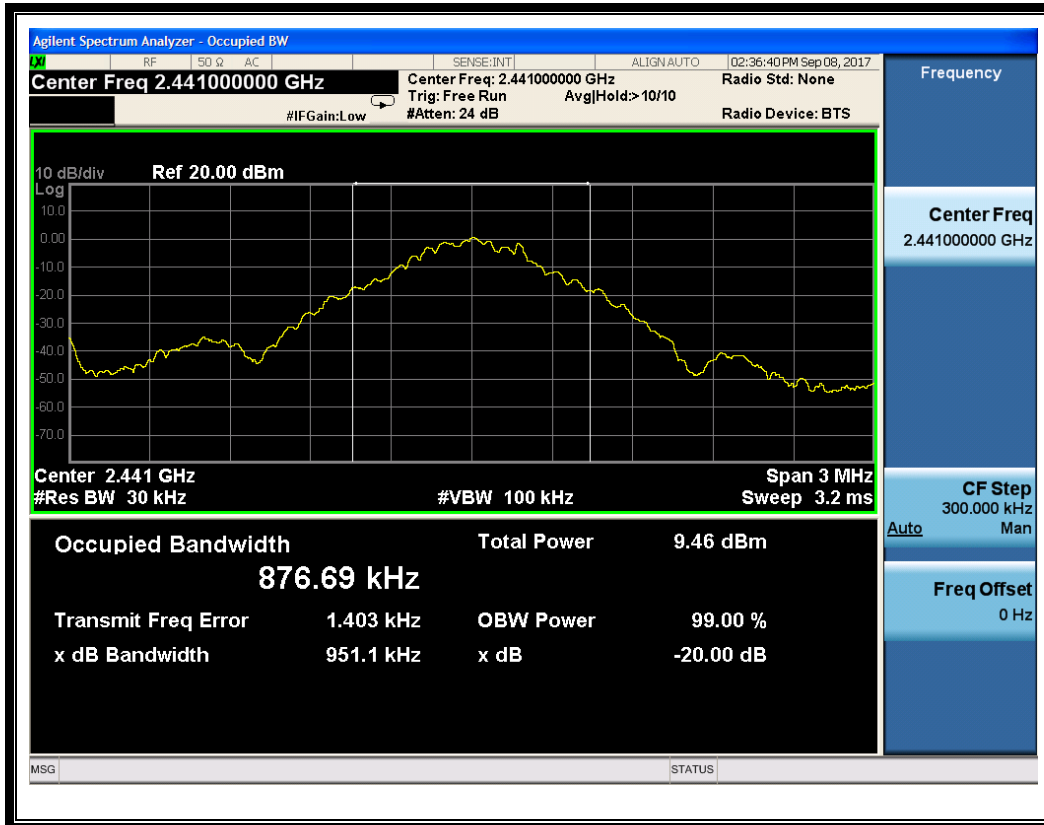 Agilent Spectrum Analyzer - Occupied BW
LXI RF 50 Ω AC SENSE:INT ALIGN AUTO 02:36:40 PM Sep 08, 2017
Center Freq 2.441000000 GHz
Center Freq: 2.441000000 GHz
Radio Std: None
Trig: Free Run Avg|Hold:> 10/10
#IFGain:Low
#Atten: 24 dB
Radio Device: BTS
10 dB/div Ref 20.00 dBm
Log
10.0
0.00
-10.0
-20.0
-30.0
-40.0
-50.0
-60.0
-70.0
Center 2.441 GHz Span 3 MHz
#Res BW 30 kHz #VBW 100 kHz Sweep 3.2 ms
Occupied Bandwidth Total Power 9.46 dBm
876.69 kHz
Transmit Freq Error 1.403 kHz OBW Power 99.00 %
x dB Bandwidth 951.1 kHz x dB -20.00 dB
MSG STATUS
Frequency
Center Freq
2.441000000 GHz
CF Step
300.000 kHz
Auto Man
Freq Offset
0 Hz